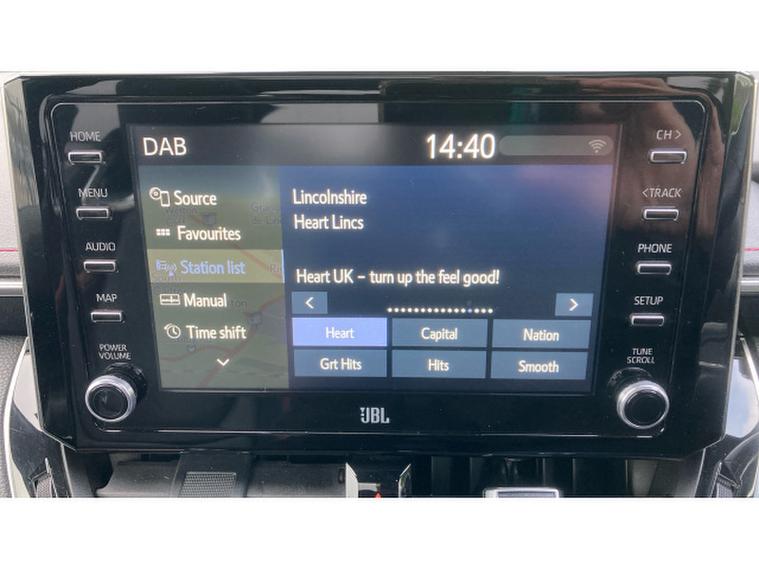 HOME
MENU
AUDIO
MAP
POWER
VOLUME
DAB
14:40
Source
Favourites
Station list
Manual
Time shift
Lincolnshire
Heart Lincs
Heart UK – turn up the feel good!
< >
Heart Capital Nation
Grt Hits Hits Smooth
CH >
< TRACK
PHONE
SETUP
TUNE
SCROLL
JBL